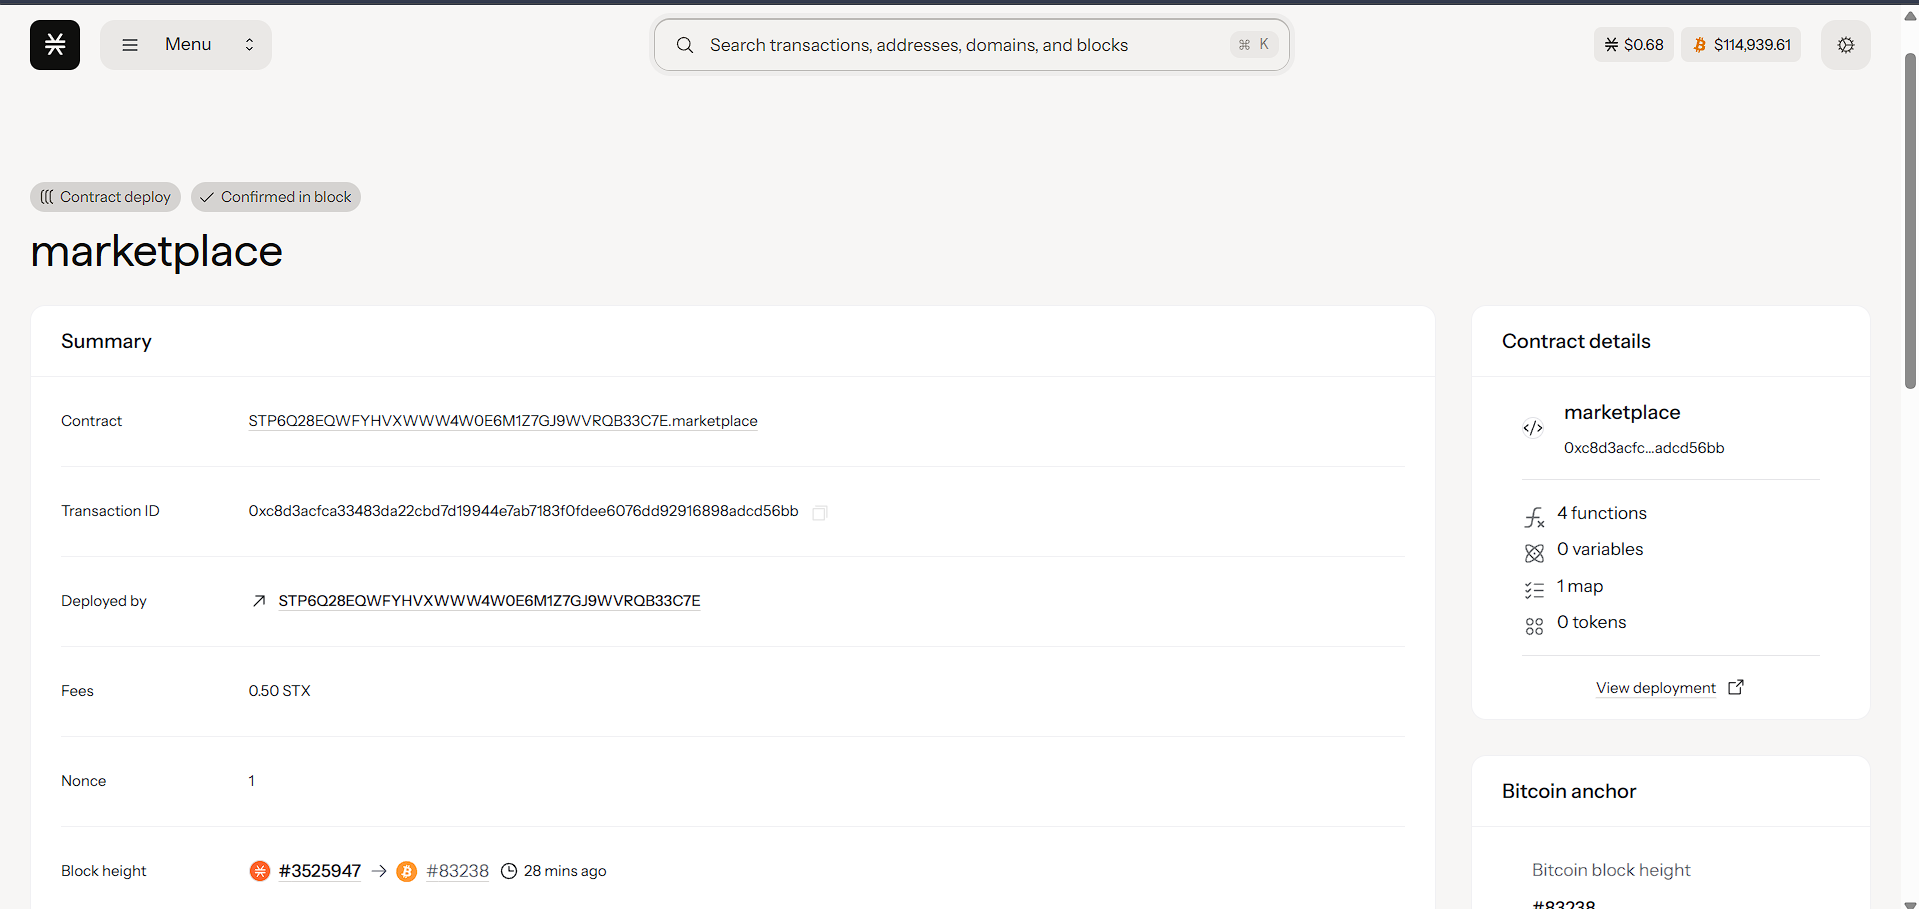 Menu
Search transactions, addresses, domains, and blocks
⌘ K
$0.68
$114,939.61
Contract deploy
Confirmed in block
marketplace
Summary
Contract
STP6Q28EQWFYHVXWWW4W0E6M1Z7GJ9WVRQB33C7E.marketplace
Transaction ID
0xc8d3acfca33483da22cbd7d19944e7ab7183f0fdee6076dd92916898adcd56bb
Deployed by
STP6Q28EQWFYHVXWWW4W0E6M1Z7GJ9WVRQB33C7E
Fees
0.50 STX
Nonce
1
Block height
#3525947 → #83238 28 mins ago
Contract details
marketplace
0xc8d3acfc...adcd56bb
4 functions
0 variables
1 map
0 tokens
View deployment
Bitcoin anchor
Bitcoin block height
#83238